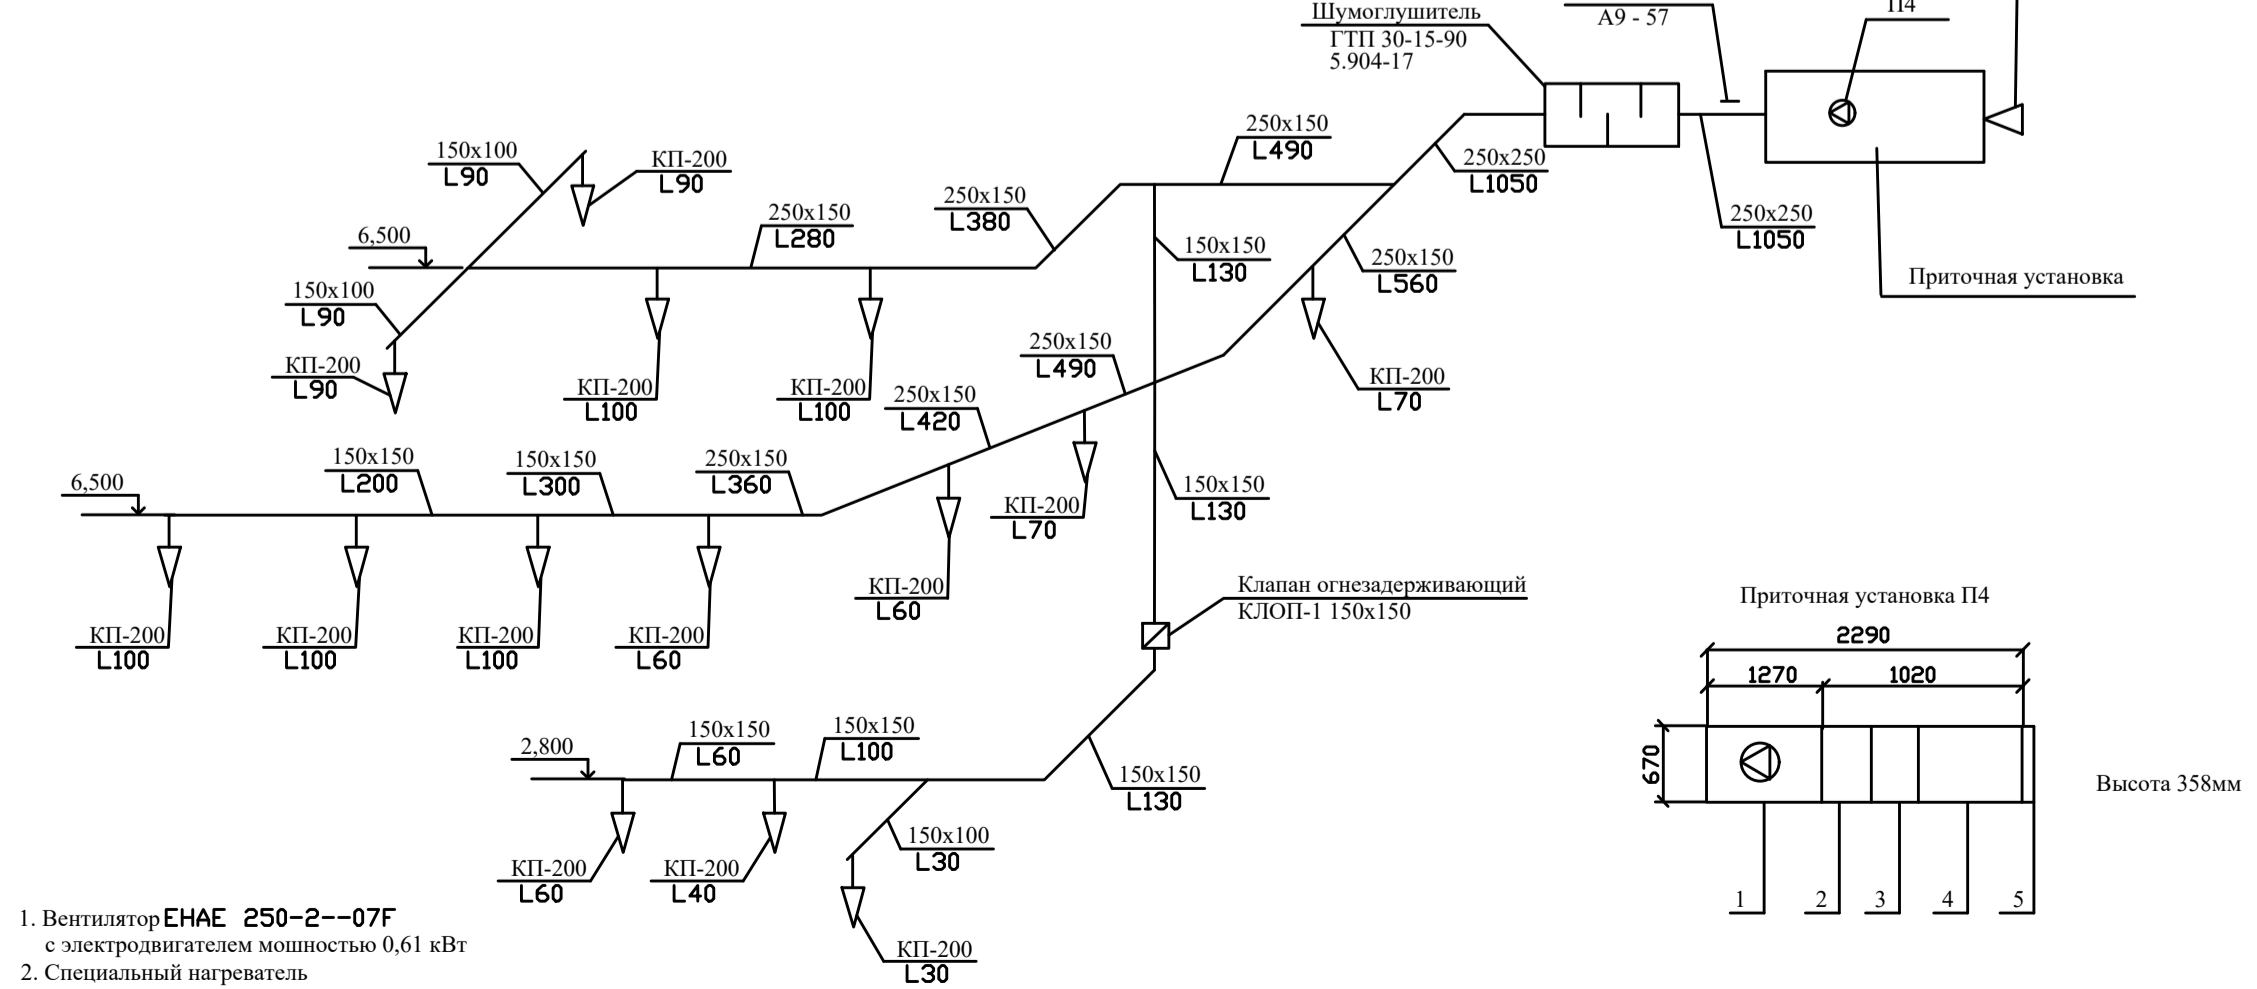 Шумоглушитель
ГТП 30-15-90
5.904-17
А9 - 57
П4
250х150
L490
150х100
L90
КП-200
L90
250х250
L1050
250х150
L380
250х150
L280
250х250
L1050
6,500
150х150
L130
250х150
L560
Приточная установка
150х100
L90
КП-200
L90
КП-200
L100
КП-200
L100
250х150
L490
250х150
L420
КП-200
L70
6,500
150х150
L200
150х150
L300
250х150
L360
КП-200
L70
150х150
L130
КП-200
L60
Клапан огнезадерживающий
КЛОП-1 150х150
КП-200
L100
КП-200
L100
КП-200
L100
КП-200
L60
Приточная установка П4
2290
1270
1020
670
Высота 358мм
1
2
3
4
5
2,800
150х150
L60
150х150
L100
150х150
L130
КП-200
L60
КП-200
L40
150х100
L30
КП-200
L30
1. Вентилятор EHAE 250-2--07F
с электродвигателем мошностью 0,61 кВт
2. Специальный нагреватель